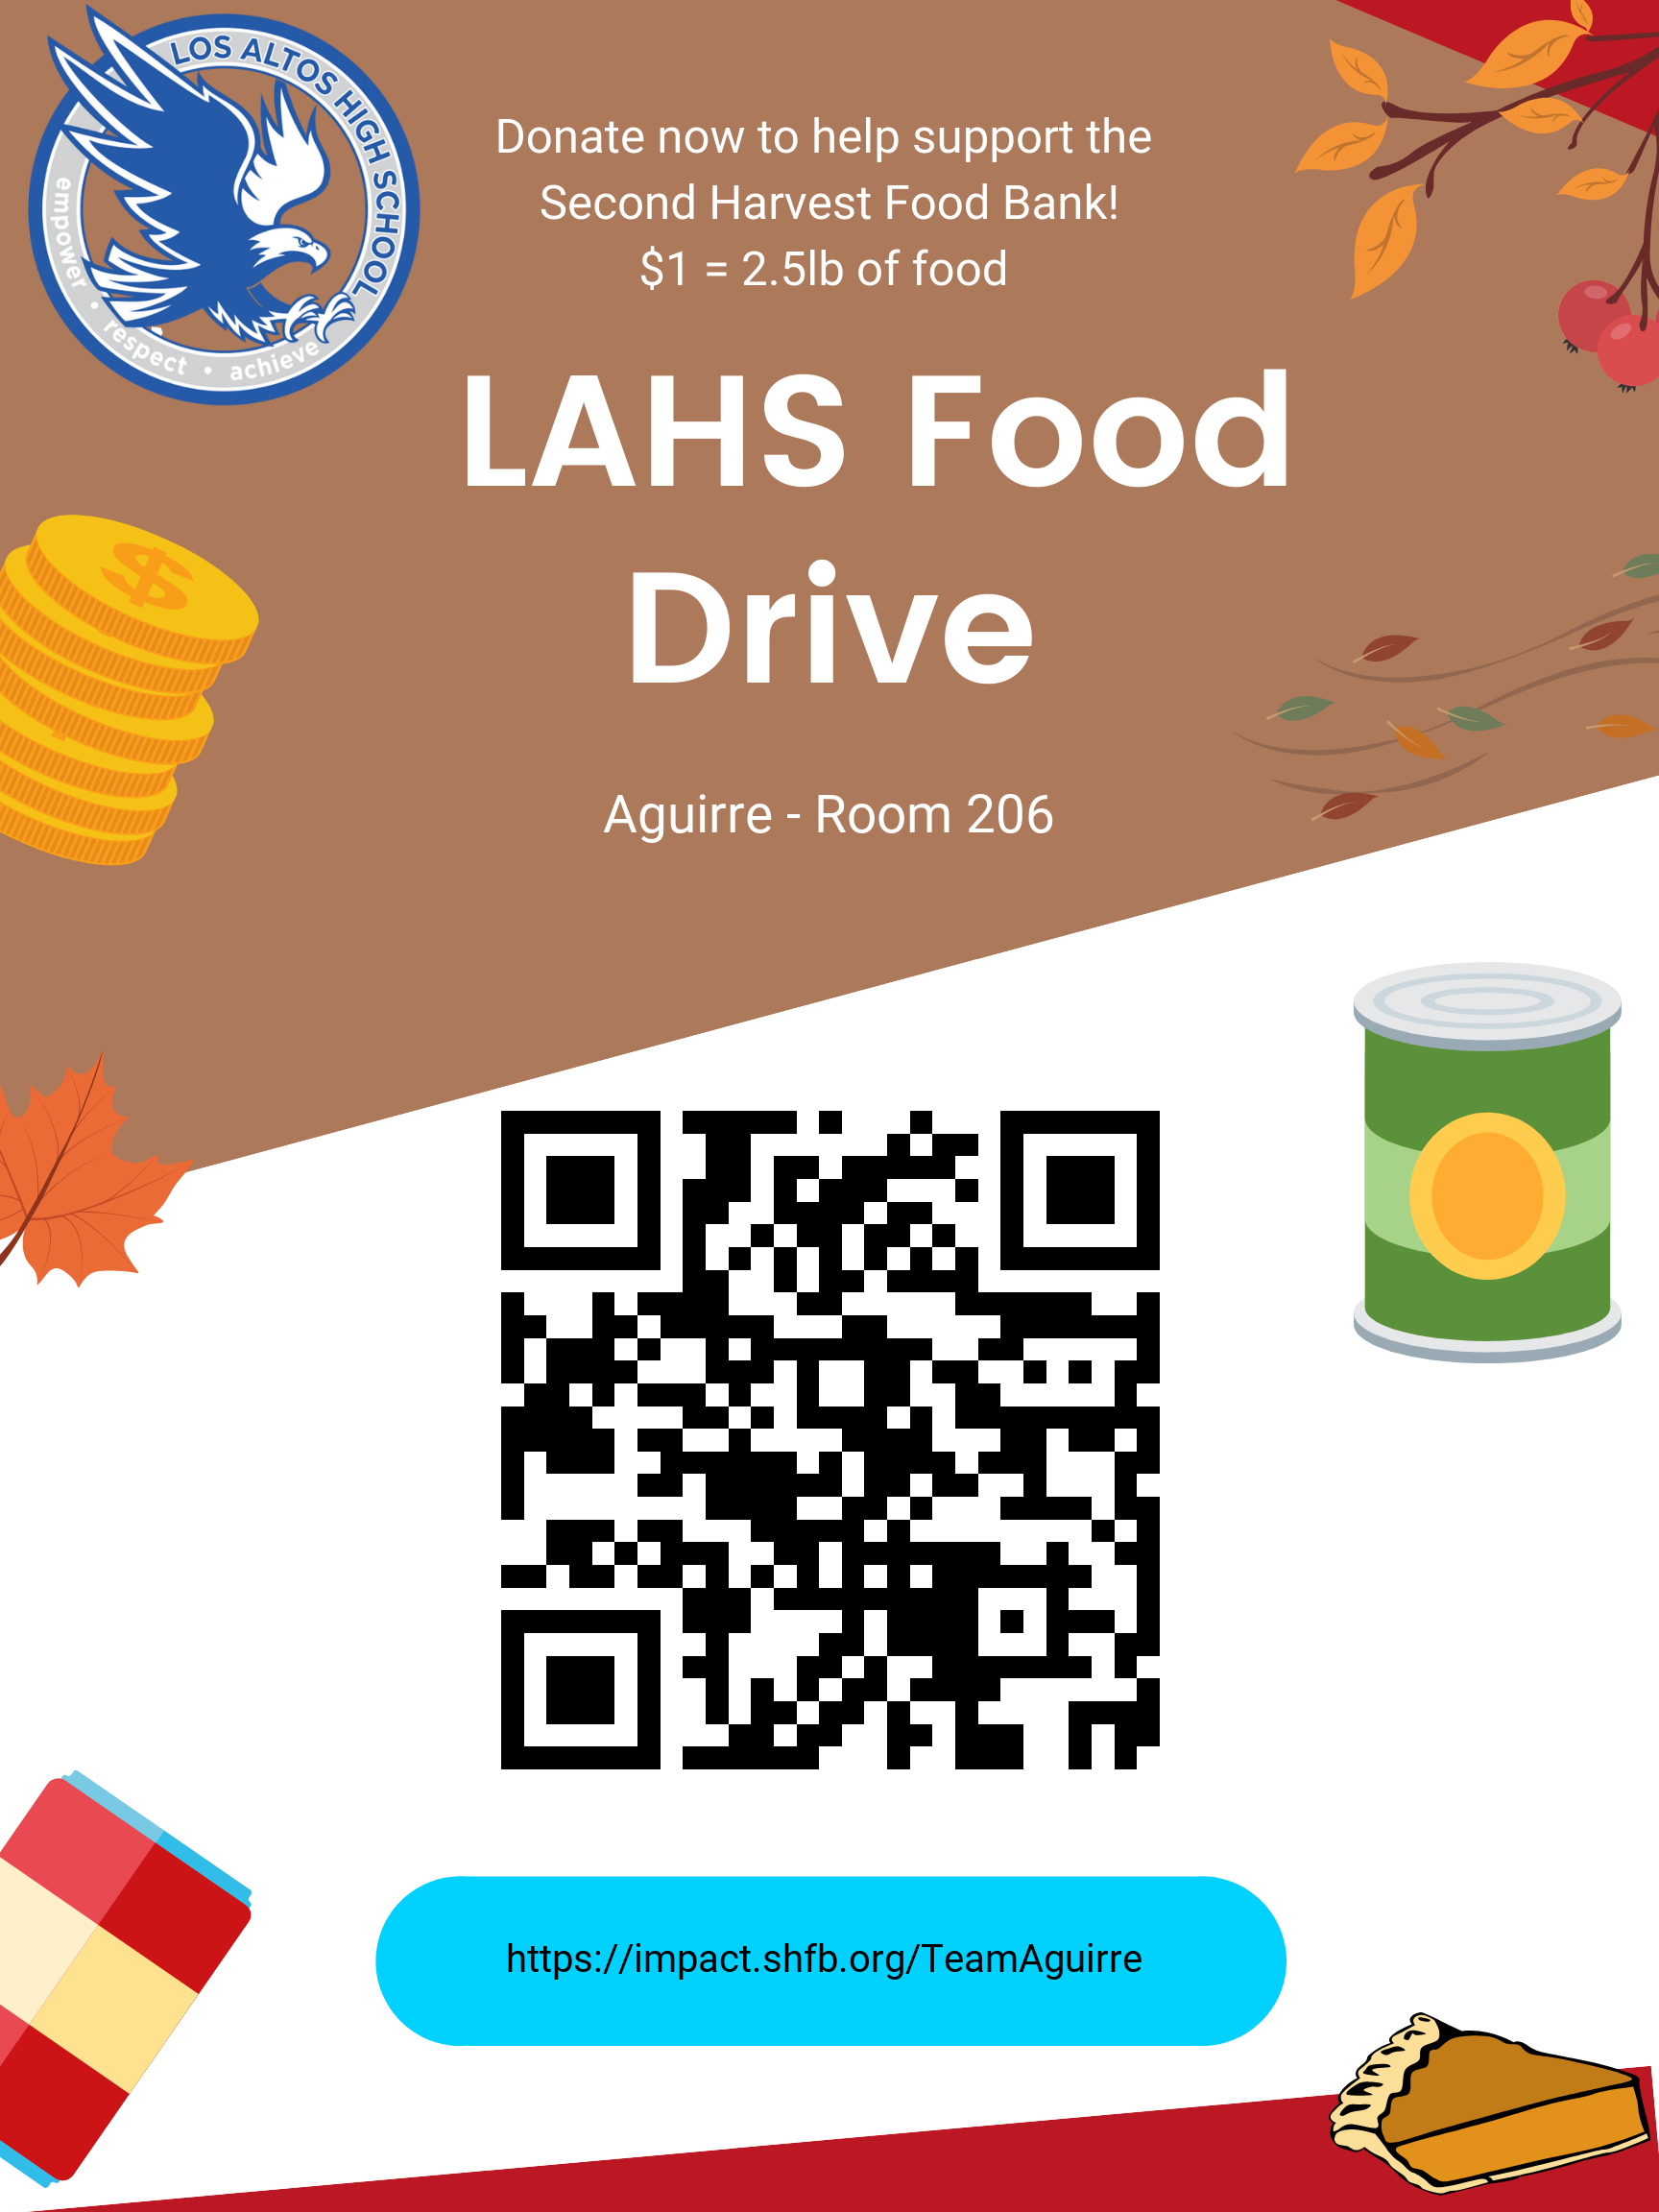 LOS ALTOS HIGH SCHOOL
empower • respect • achieve
Donate now to help support the
Second Harvest Food Bank!
$1 = 2.5lb of food
LAHS Food
Drive
Aguirre - Room 206
$
https://impact.shfb.org/TeamAguirre